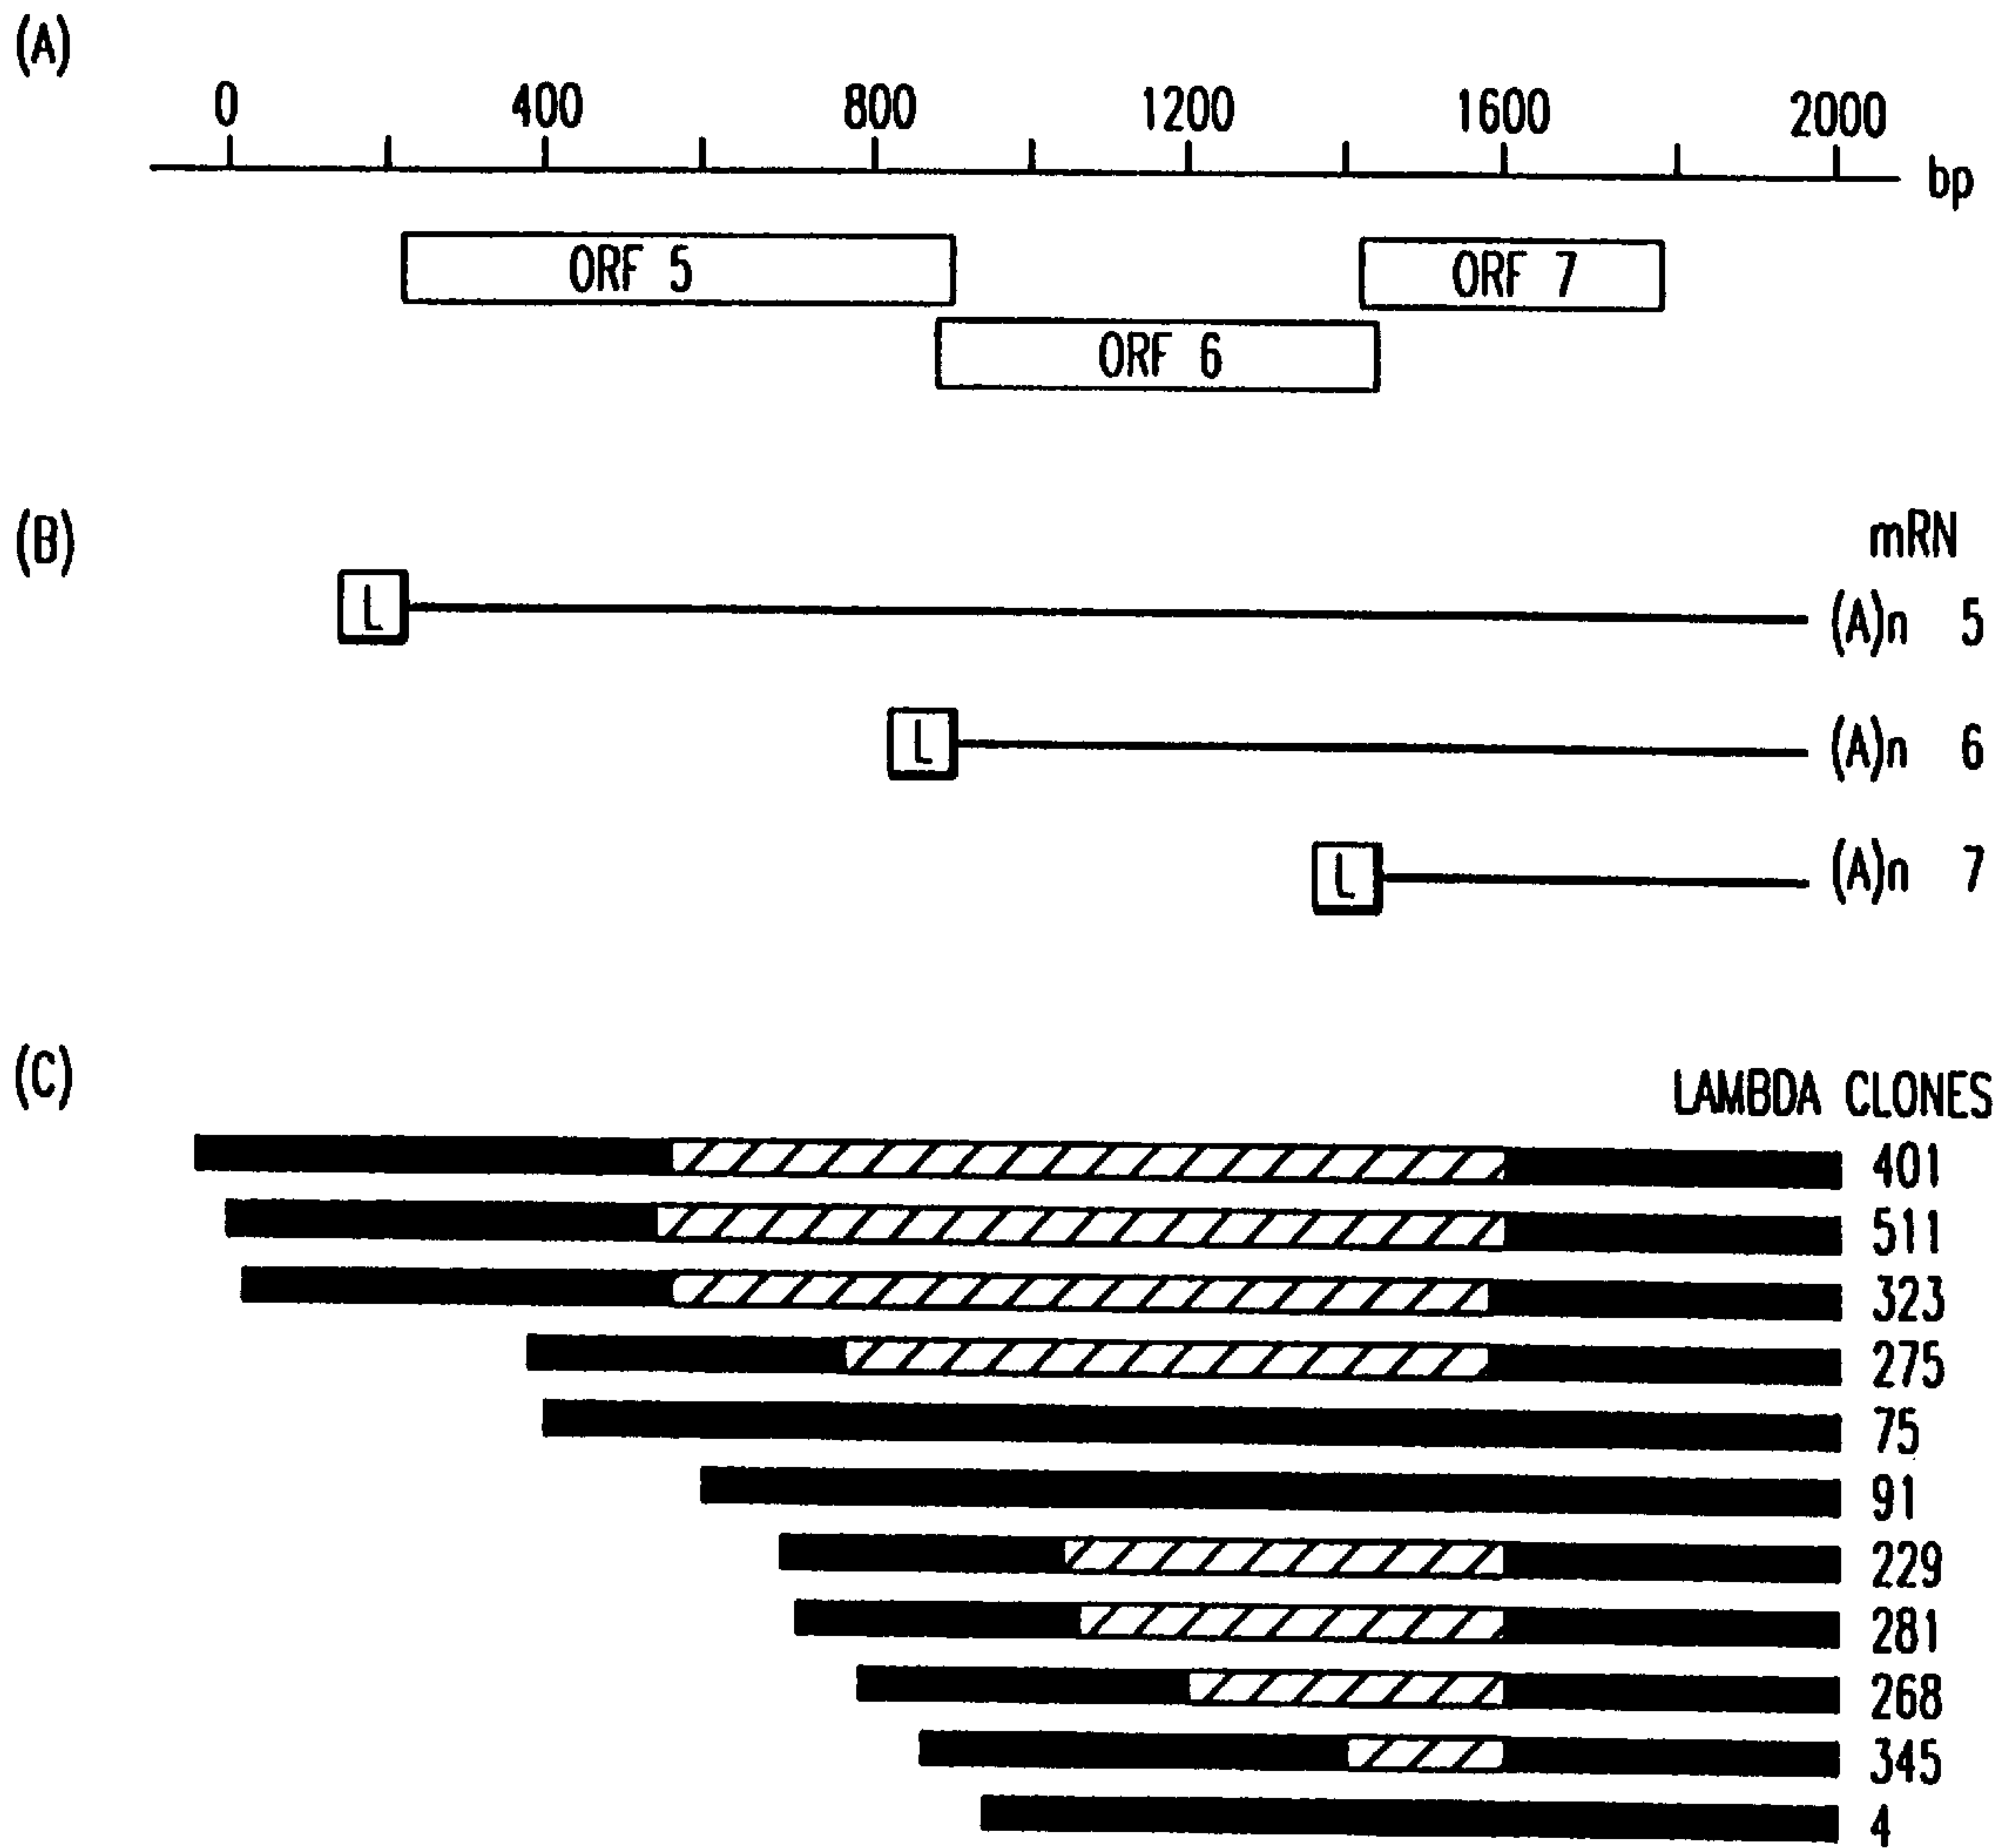 (A)
0 400 800 1200 1600 2000
bp
ORF 5 ORF 7
ORF 6
(B)
mRN
L (A)n 5
L (A)n 6
L (A)n 7
(C)
LAMBDA CLONES
401
511
323
275
75
91
229
281
268
345
4